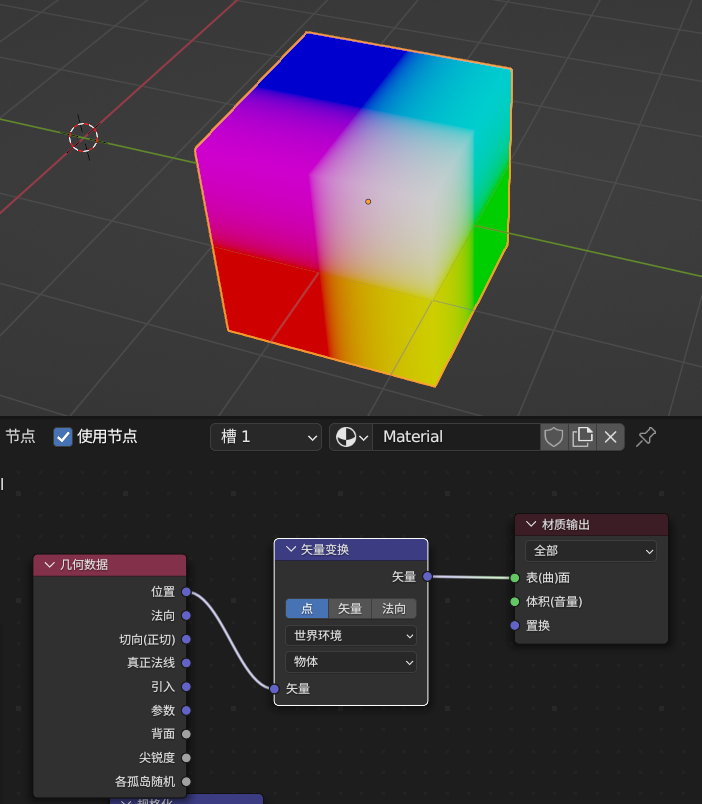 节点 使用节点 槽 1 Material
几何数据
位置
法向
切向(正切)
真正法线
引入
参数
背面
尖锐度
各孤岛随机
规格化
矢量变换
矢量
点 矢量 法向
世界环境
物体
矢量
材质输出
全部
表(曲)面
体积(音量)
置换